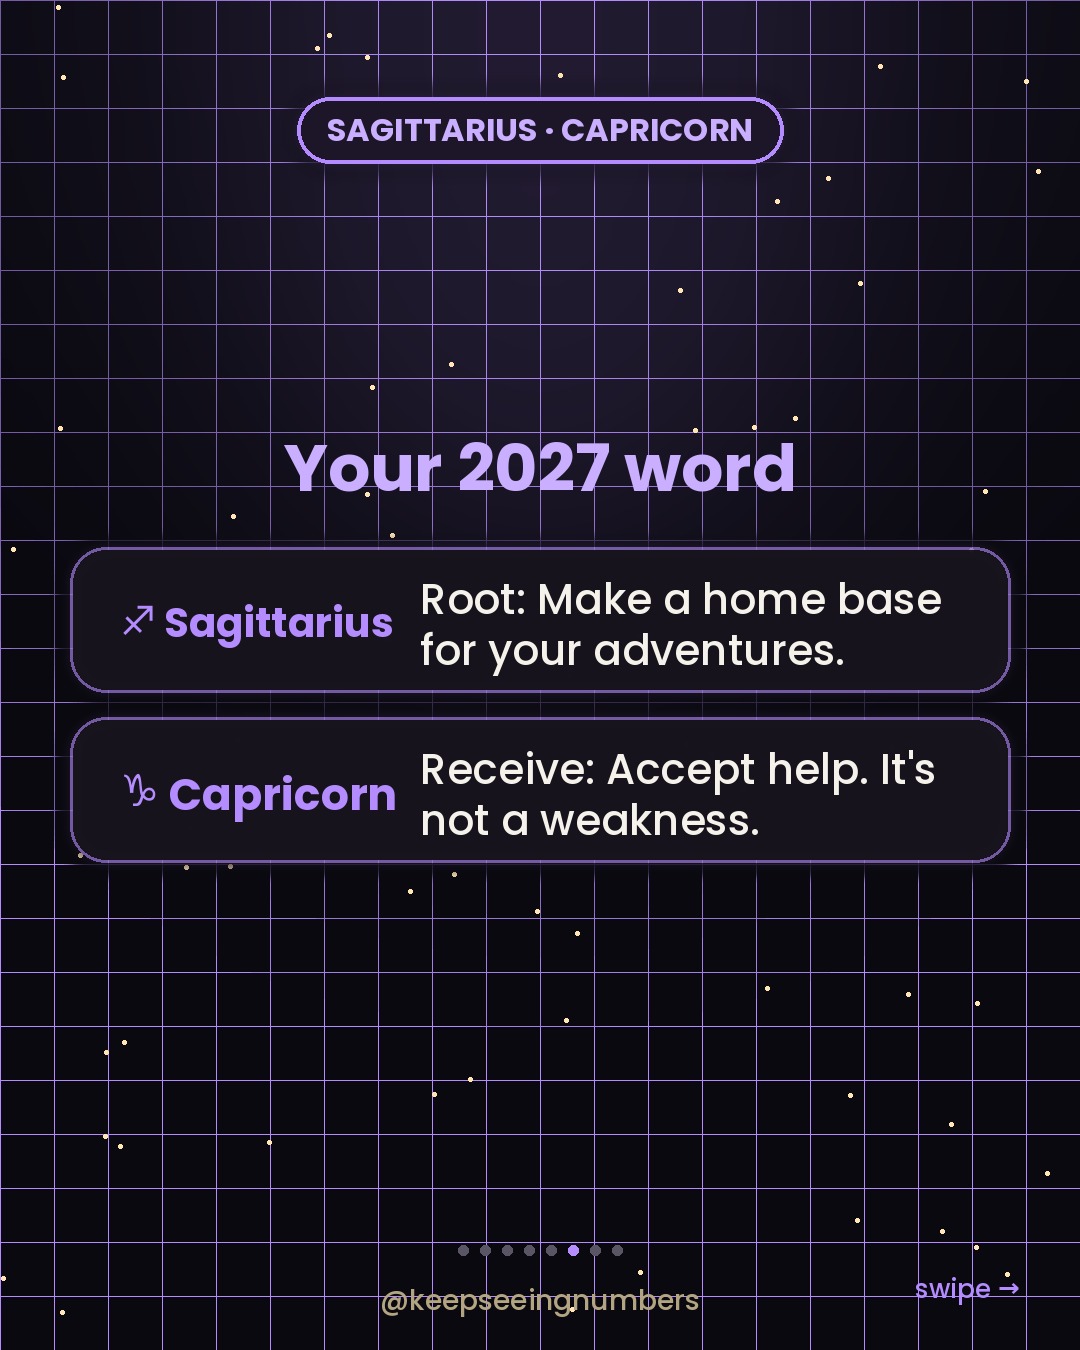 SAGITTARIUS · CAPRICORN
Your 2027 word
♐ Sagittarius
Root: Make a home base
for your adventures.
♑ Capricorn
Receive: Accept help. It's
not a weakness.
@keepseeingnumbers
swipe →